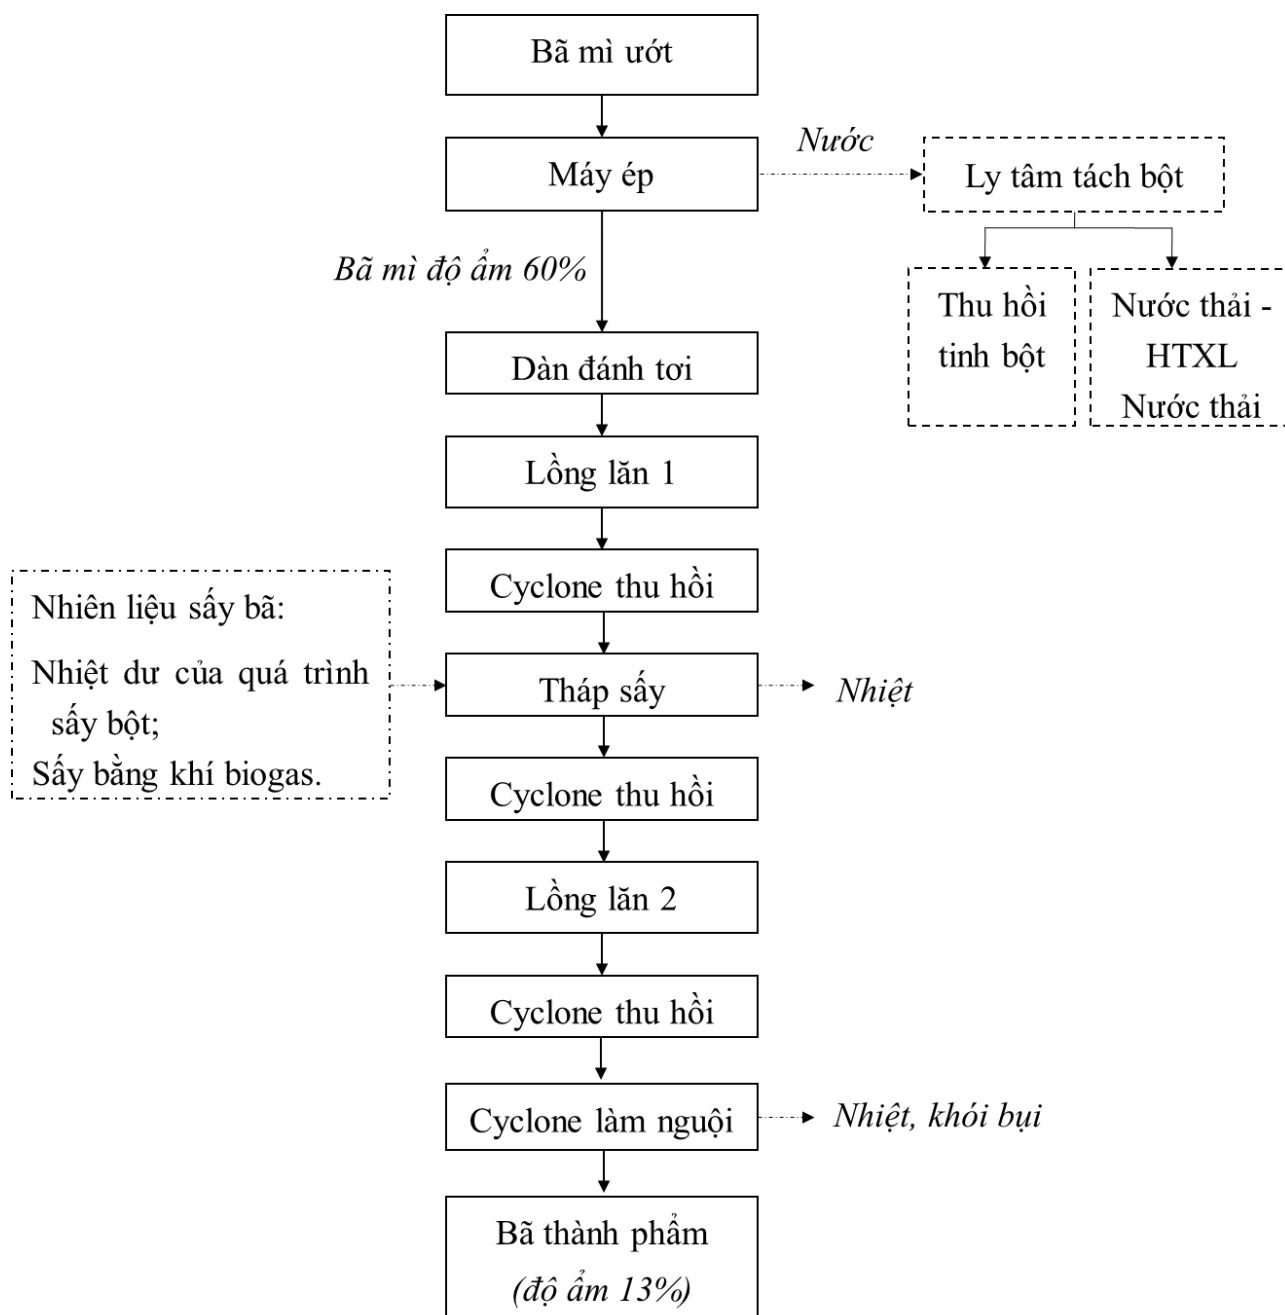 Bã mì ướt
Máy ép
Nước
Ly tâm tách bột
Bã mì độ ẩm 60%
Thu hồi
tinh bột
Nước thải -
HTXL
Nước thải
Dàn đánh tơi
Lồng lăn 1
Cyclone thu hồi
Nhiên liệu sấy bã:
Nhiệt dư của quá trình
sấy bột;
Sấy bằng khí biogas.
Tháp sấy
Nhiệt
Cyclone thu hồi
Lồng lăn 2
Cyclone thu hồi
Cyclone làm nguội
Nhiệt, khói bụi
Bã thành phẩm
(độ ẩm 13%)